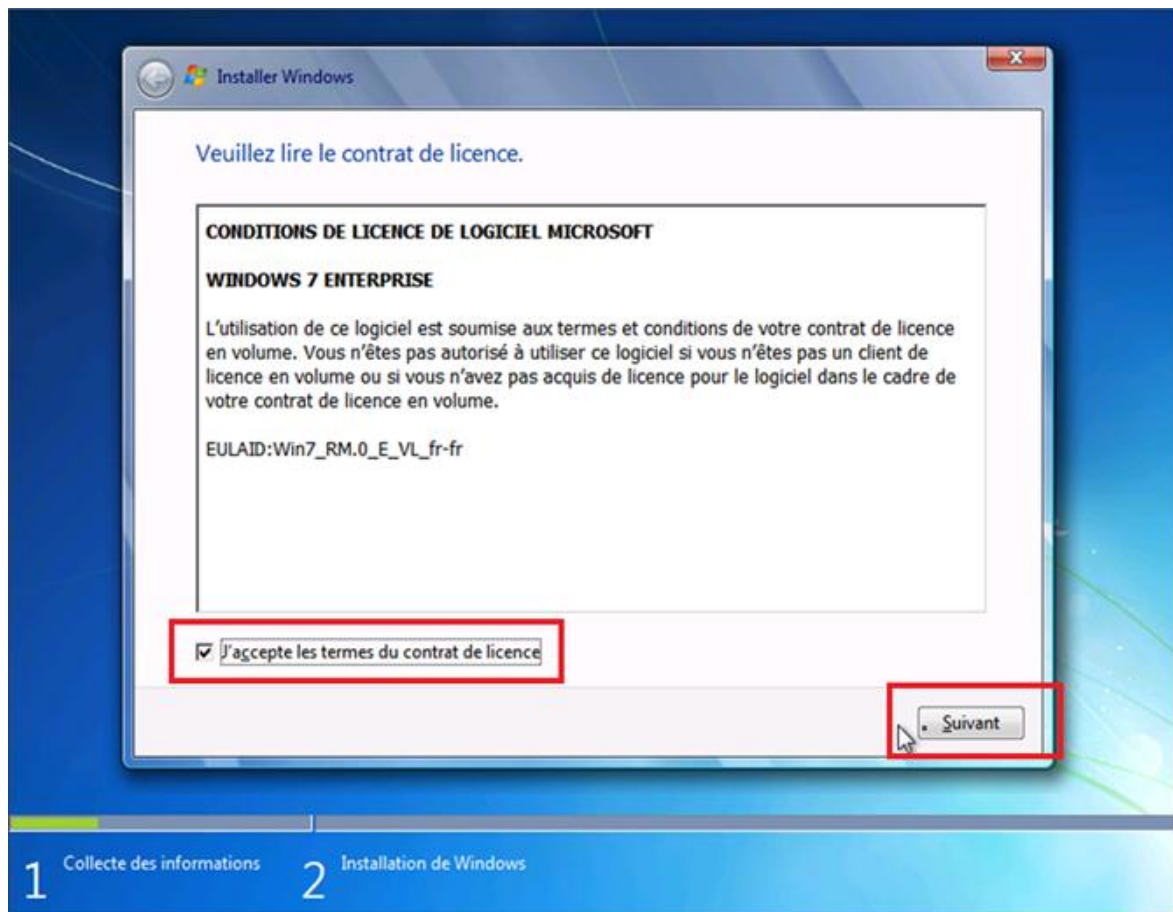 Installer Windows
Veuillez lire le contrat de licence.
CONDITIONS DE LICENCE DE LOGICIEL MICROSOFT
WINDOWS 7 ENTERPRISE
L’utilisation de ce logiciel est soumise aux termes et conditions de votre contrat de licence
en volume. Vous n’êtes pas autorisé à utiliser ce logiciel si vous n’êtes pas un client de
licence en volume ou si vous n’avez pas acquis de licence pour le logiciel dans le cadre de
votre contrat de licence en volume.
EULAID:Win7_RM.0_E_VL_fr-fr
J'accepte les termes du contrat de licence
Suivant
1 Collecte des informations 2 Installation de Windows